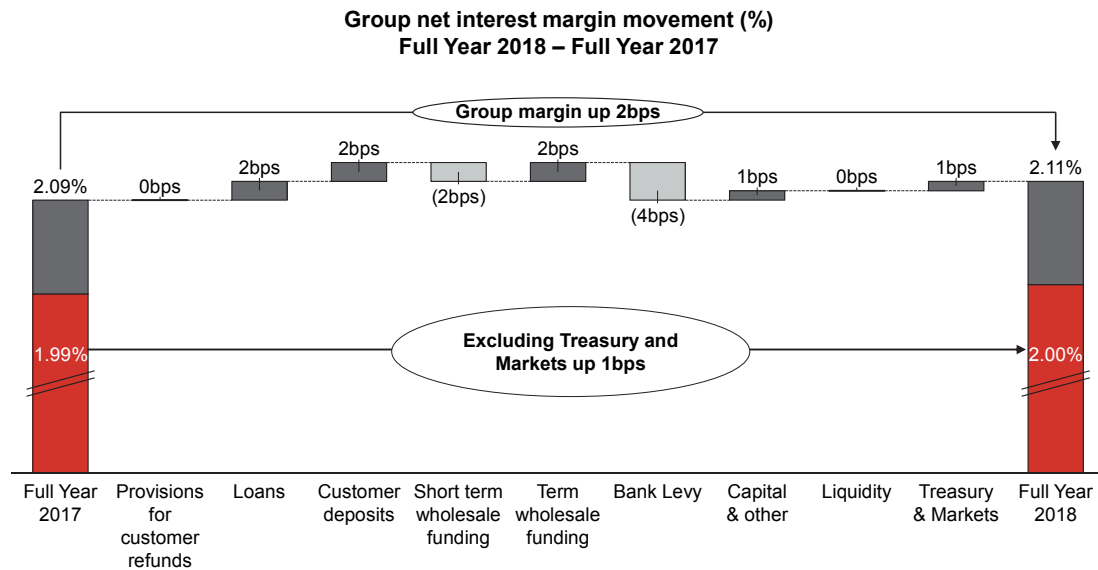 Group net interest margin movement (%)
Full Year 2018 – Full Year 2017
Group margin up 2bps
2.09%
0bps
2bps
2bps
(2bps)
2bps
(4bps)
1bps
0bps
1bps
2.11%
1.99%
Excluding Treasury and
Markets up 1bps
2.00%
Full Year
2017
Provisions
for
customer
refunds
Loans
Customer
deposits
Short term
wholesale
funding
Term
wholesale
funding
Bank Levy
Capital
& other
Liquidity
Treasury
& Markets
Full Year
2018